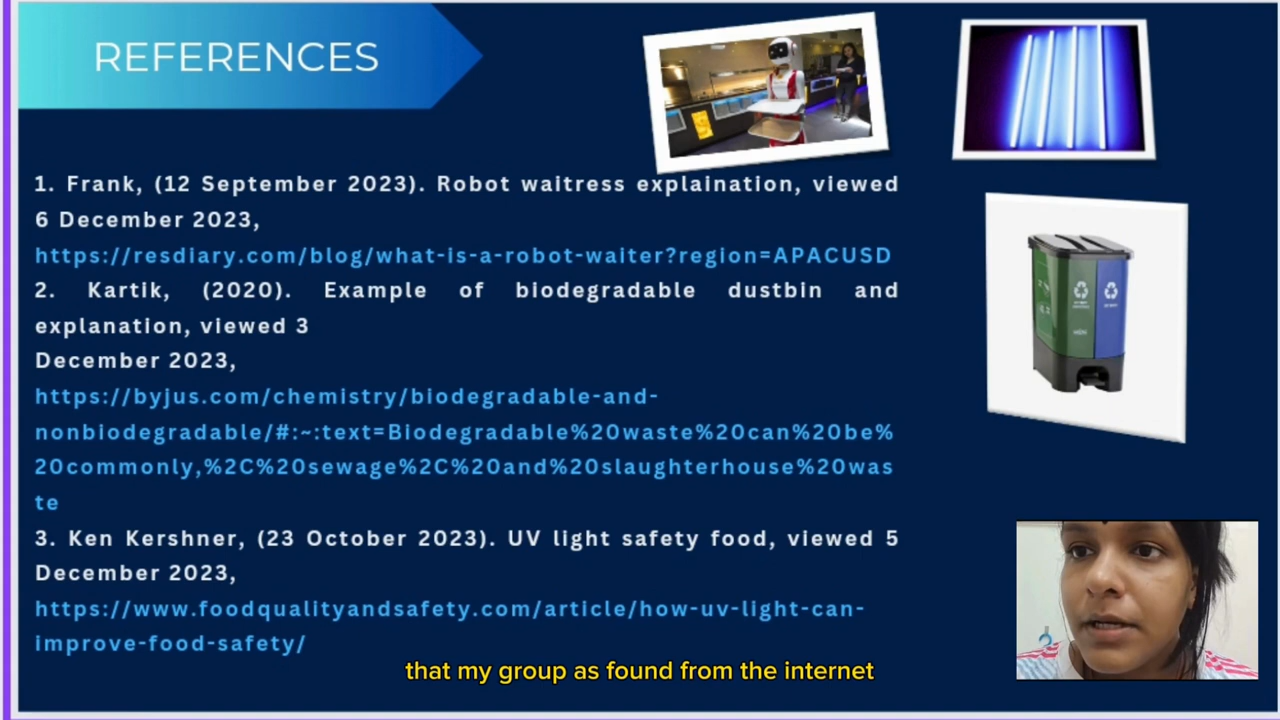 REFERENCES
1. Frank, (12 September 2023). Robot waitress explaination, viewed
6 December 2023,
https://resdiary.com/blog/what-is-a-robot-waiter?region=APACUSD
2. Kartik, (2020). Example of biodegradable dustbin and
explanation, viewed 3
December 2023,
https://byjus.com/chemistry/biodegradable-and-
nonbiodegradable/#:~:text=Biodegradable%20waste%20can%20be%
20commonly,%2C%20sewage%2C%20and%20slaughterhouse%20was
te
3. Ken Kershner, (23 October 2023). UV light safety food, viewed 5
December 2023,
https://www.foodqualityandsafety.com/article/how-uv-light-can-
improve-food-safety/
that my group as found from the internet